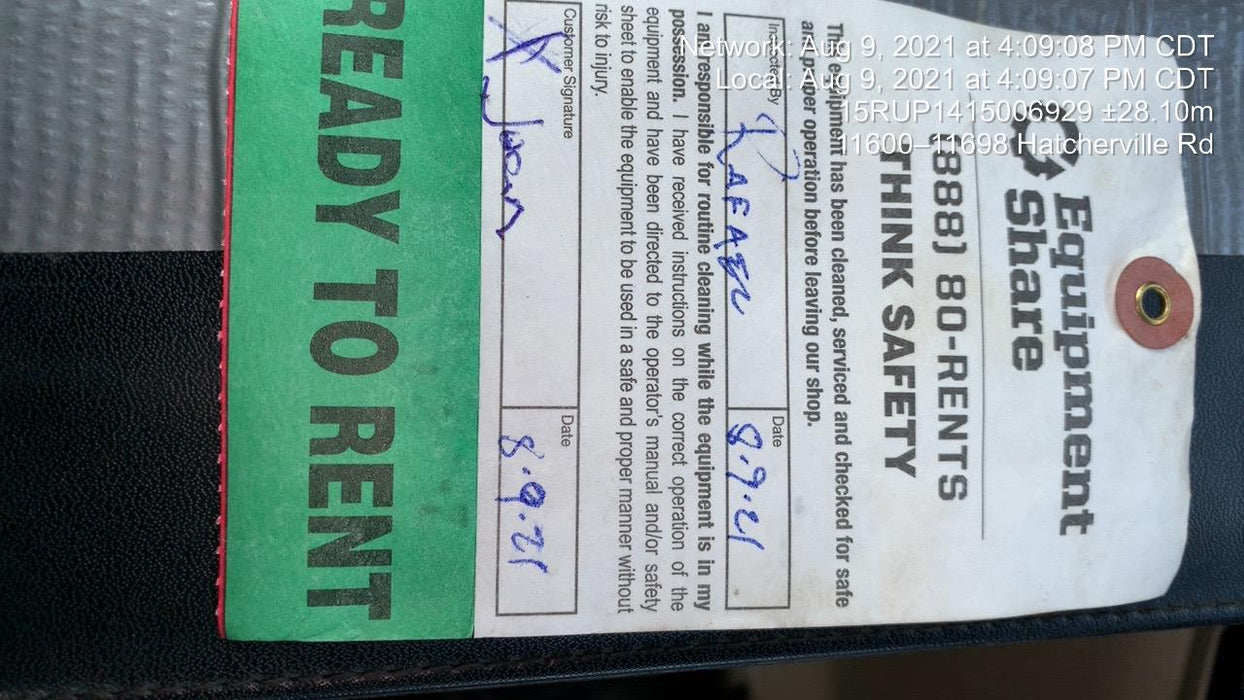 Network: Aug 9, 2021 at 4:09:08 PM CDT
Local: Aug 9, 2021 at 4:09:07 PM CDT
15RUP1415006929 ±28.10m
11600–11698 Hatcherville Rd
Equipment
Share
(888) 80-RENTS
THINK SAFETY
This equipment has been cleaned, serviced and checked for safe
and proper operation before leaving our shop.
Inspected By
Date
RAFAEL
8.9.21
I am responsible for routine cleaning while the equipment is in my
possession. I have received instructions on the correct operation of the
equipment and have been directed to the operator's manual and/or safety
sheet to enable the equipment to be used in a safe and proper manner without
risk to injury.
Customer Signature
Date
X Juan
8.9.21
READY TO RENT